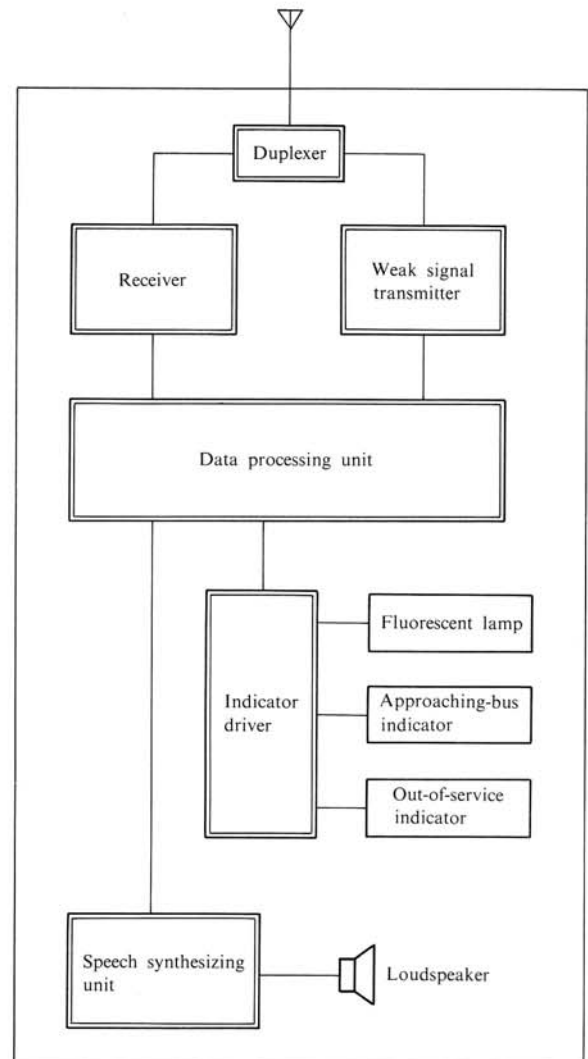 Duplexer
Receiver
Weak signal
transmitter
Data processing unit
Fluorescent lamp
Indicator
driver
Approaching-bus
indicator
Out-of-service
indicator
Speech synthesizing
unit
Loudspeaker